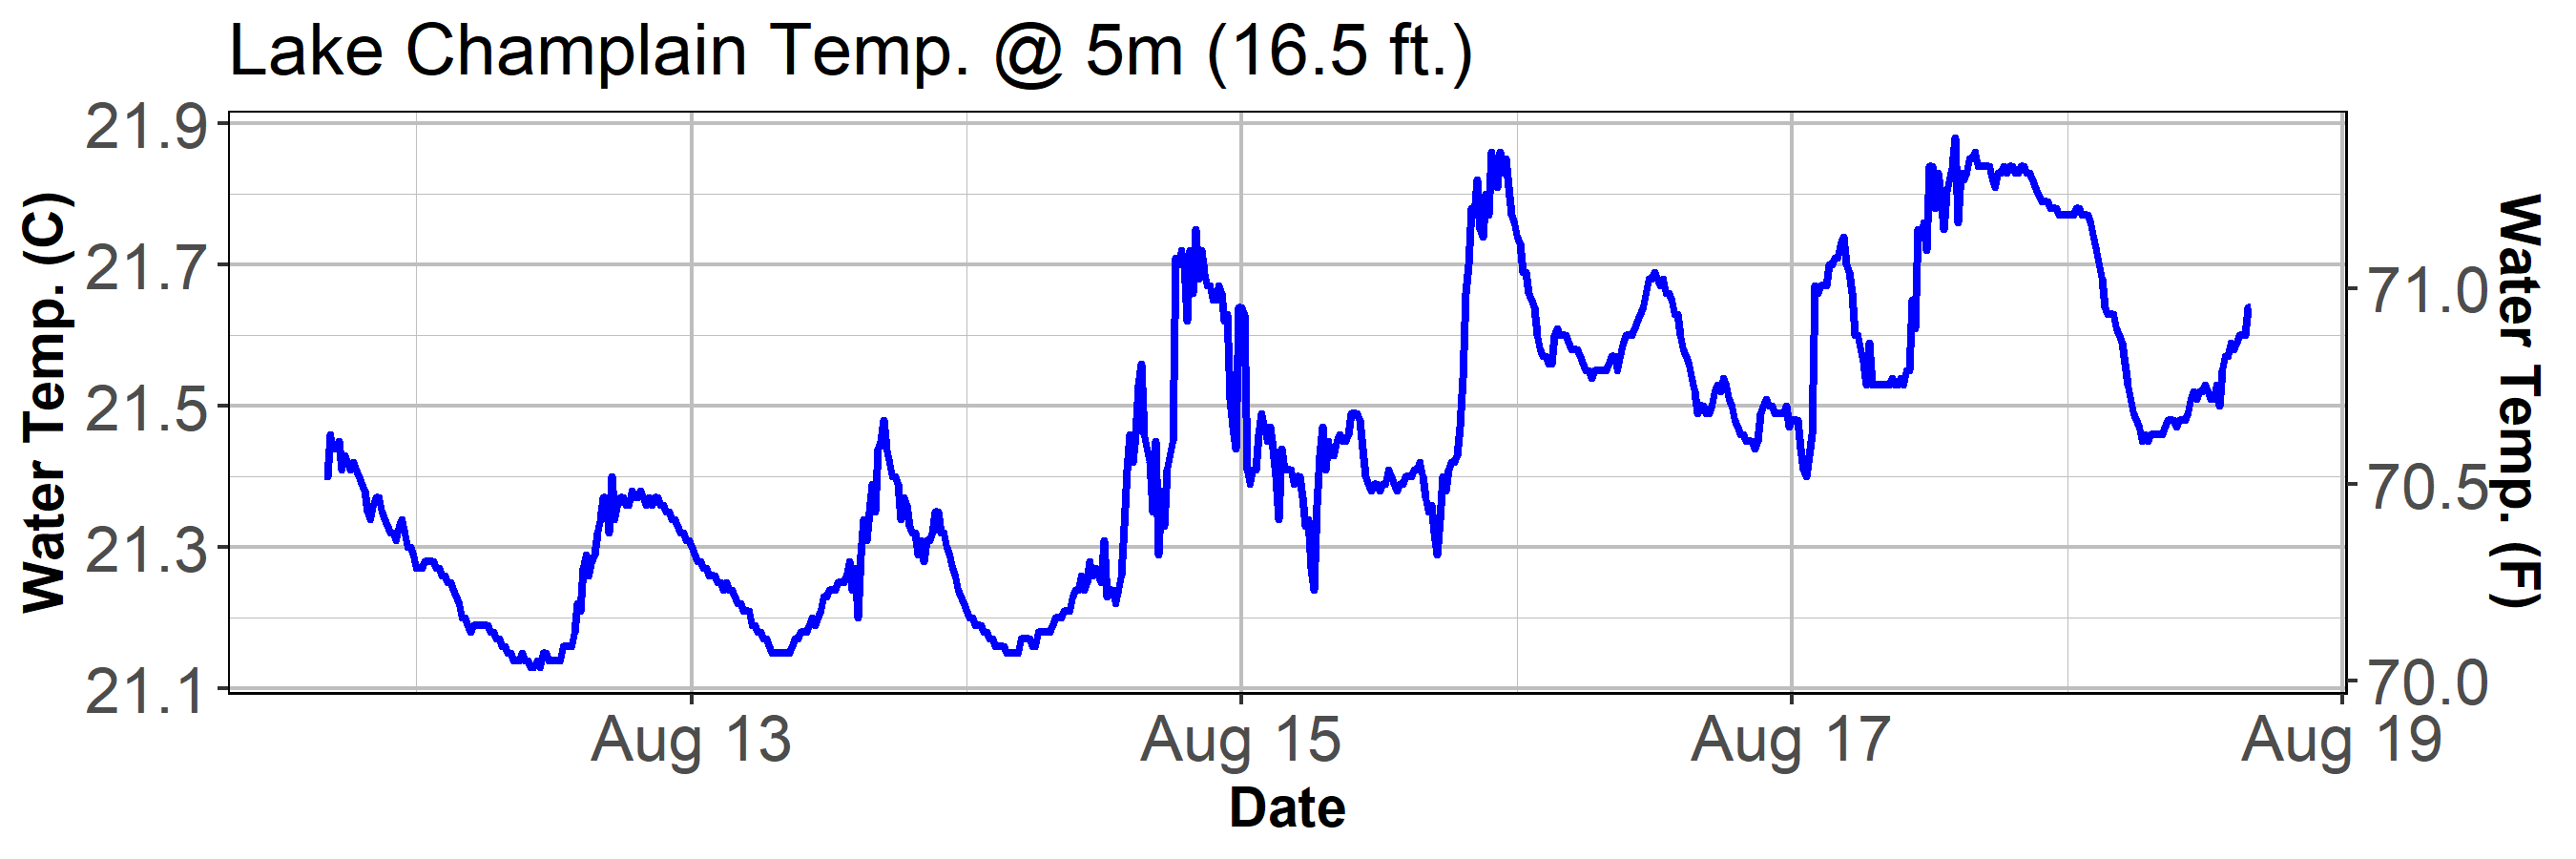 Lake Champlain Temp. @ 5m (16.5 ft.)
Water Temp. (C)
21.9
21.7
21.5
21.3
21.1
71.0
70.5
70.0
Water Temp. (F)
Aug 13
Aug 15
Aug 17
Aug 19
Date